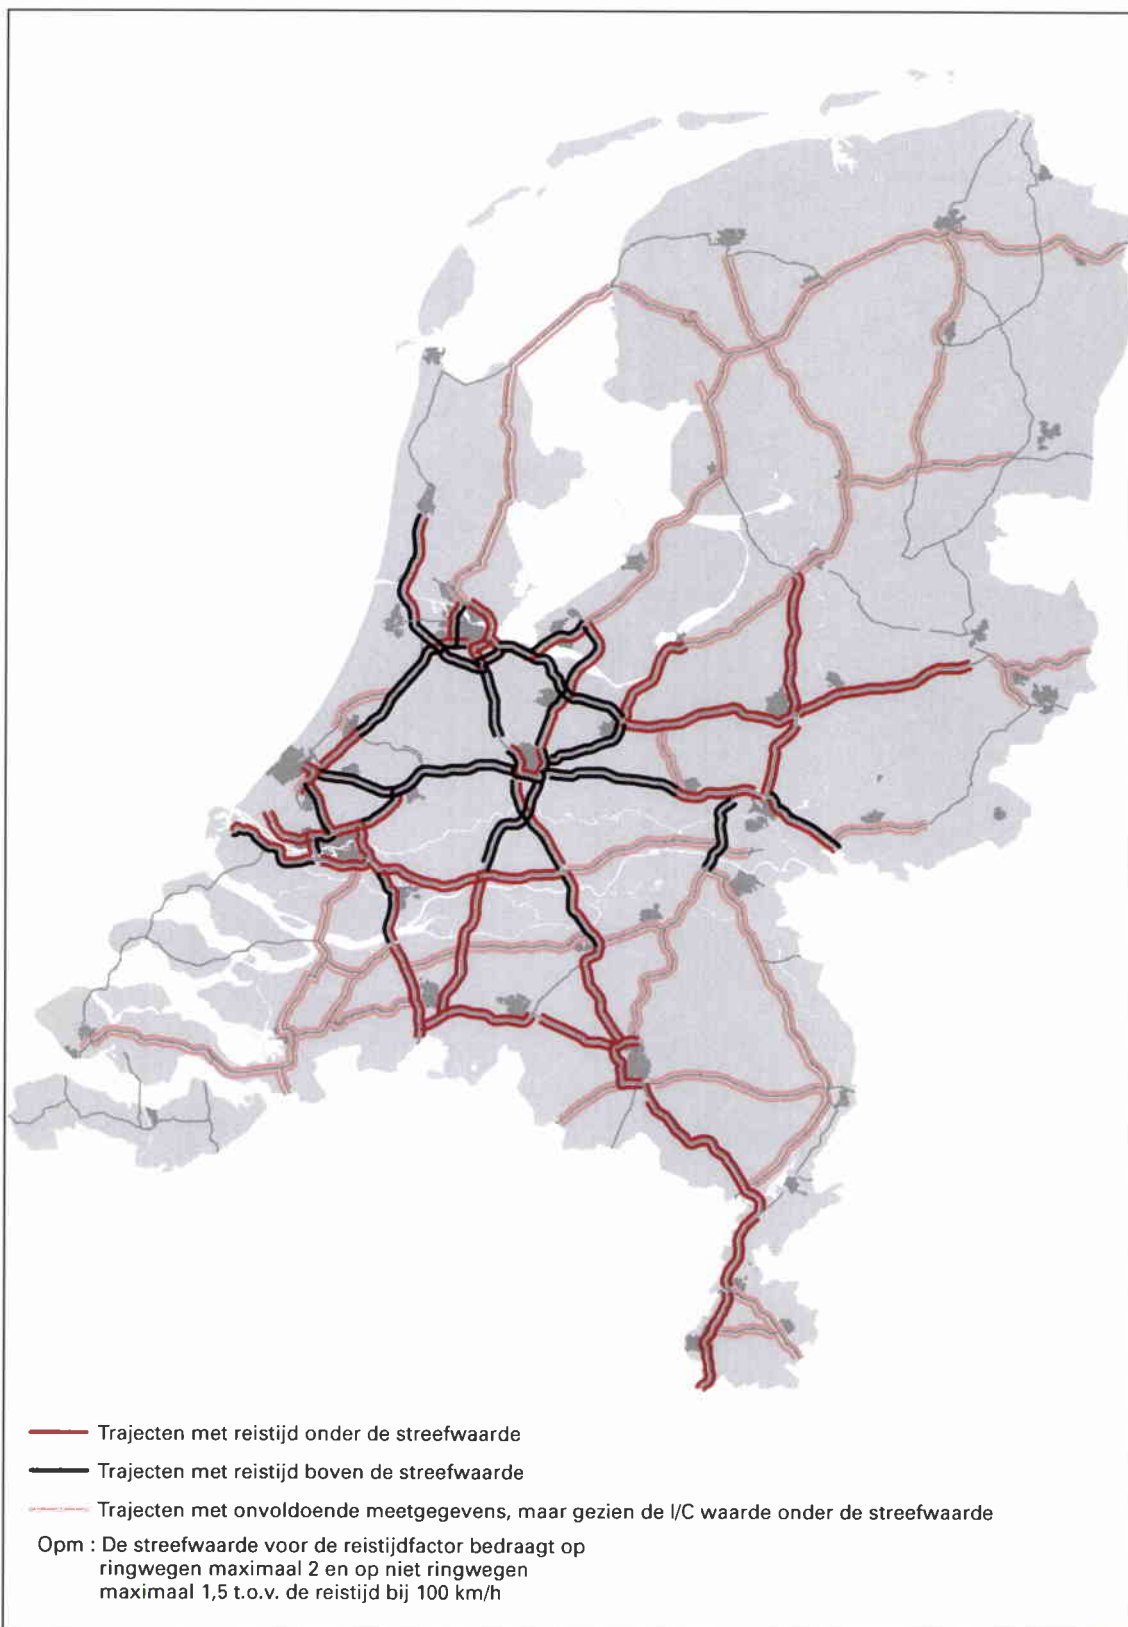 Trajecten met reistijd onder de streefwaarde
Trajecten met reistijd boven de streefwaarde
Trajecten met onvoldoende meetgegevens, maar gezien de I/C waarde onder de streefwaarde
Opm : De streefwaarde voor de reistijdfactor bedraagt op
ringwegen maximaal 2 en op niet ringwegen
maximaal 1,5 t.o.v. de reistijd bij 100 km/h